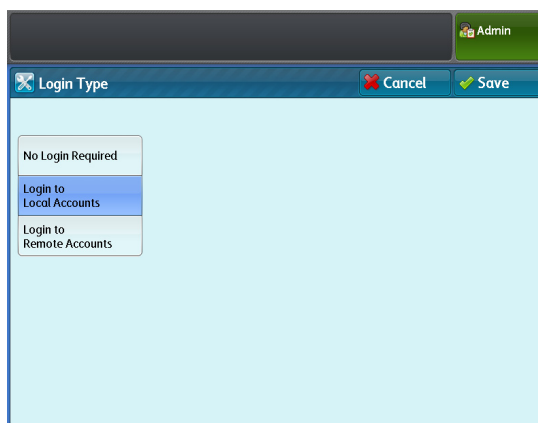 Admin
Login Type
Cancel
Save
No Login Required
Login to
Local Accounts
Login to
Remote Accounts